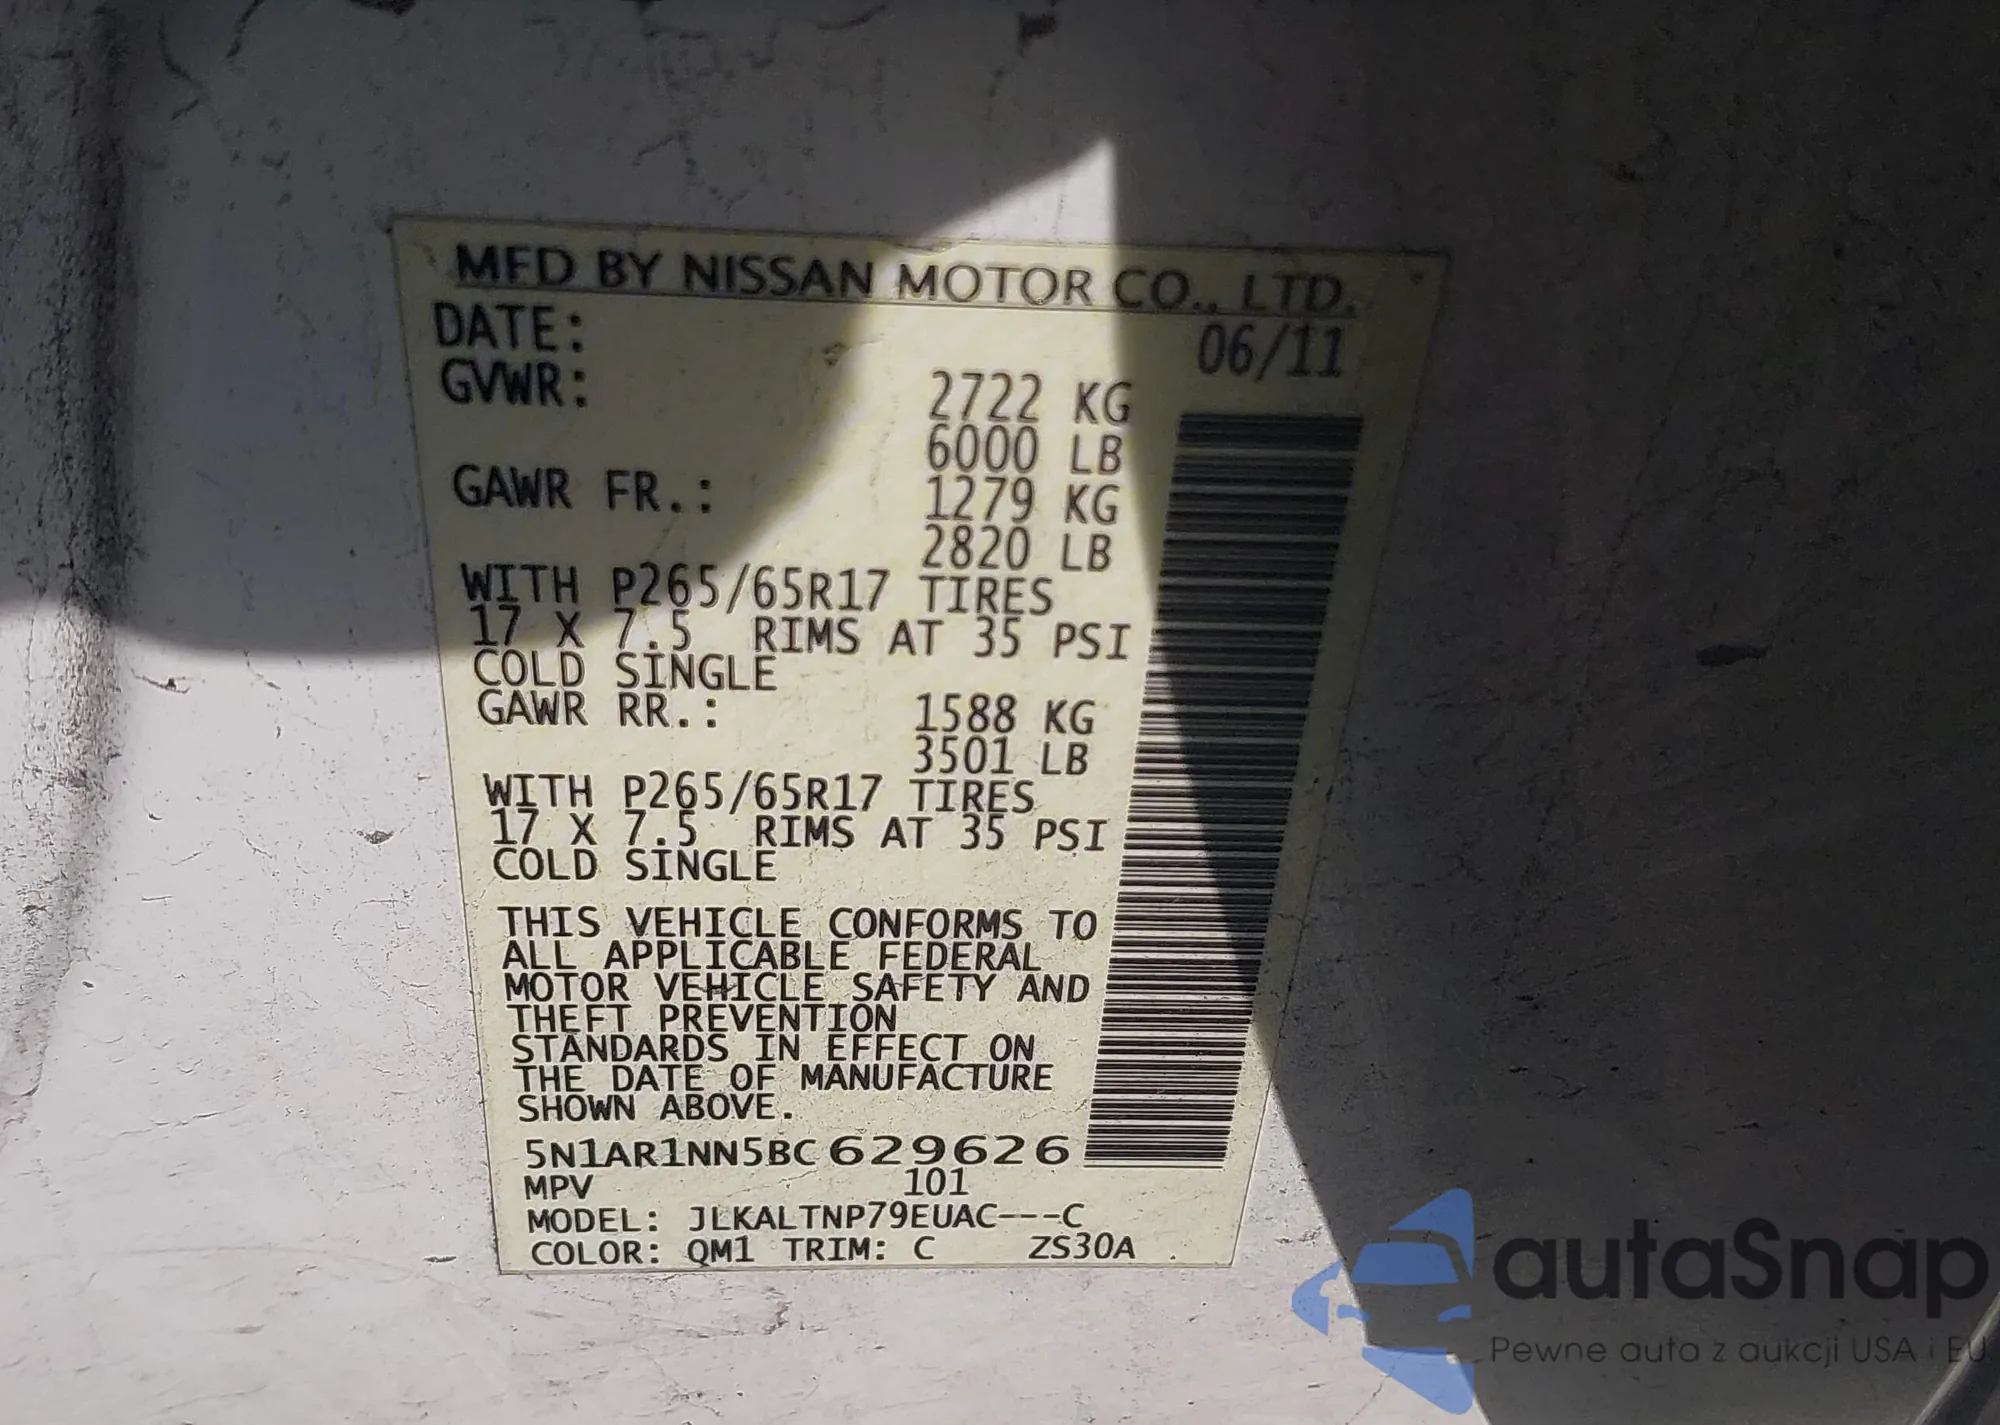 MFD BY NISSAN MOTOR CO., LTD.
DATE: 06/11
GVWR: 2722 KG
6000 LB
GAWR FR.: 1279 KG
2820 LB
WITH P265/65R17 TIRES
17 X 7.5 RIMS AT 35 PSI
COLD SINGLE
GAWR RR.: 1588 KG
3501 LB
WITH P265/65R17 TIRES
17 X 7.5 RIMS AT 35 PSI
COLD SINGLE
THIS VEHICLE CONFORMS TO
ALL APPLICABLE FEDERAL
MOTOR VEHICLE SAFETY AND
THEFT PREVENTION
STANDARDS IN EFFECT ON
THE DATE OF MANUFACTURE
SHOWN ABOVE.
5N1AR1NN5BC629626
MPV 101
MODEL: JLKALTNP79EUAC---C
COLOR: QM1 TRIM: C ZS30A
autaSnap
Pewne auta z aukcji USA i EU